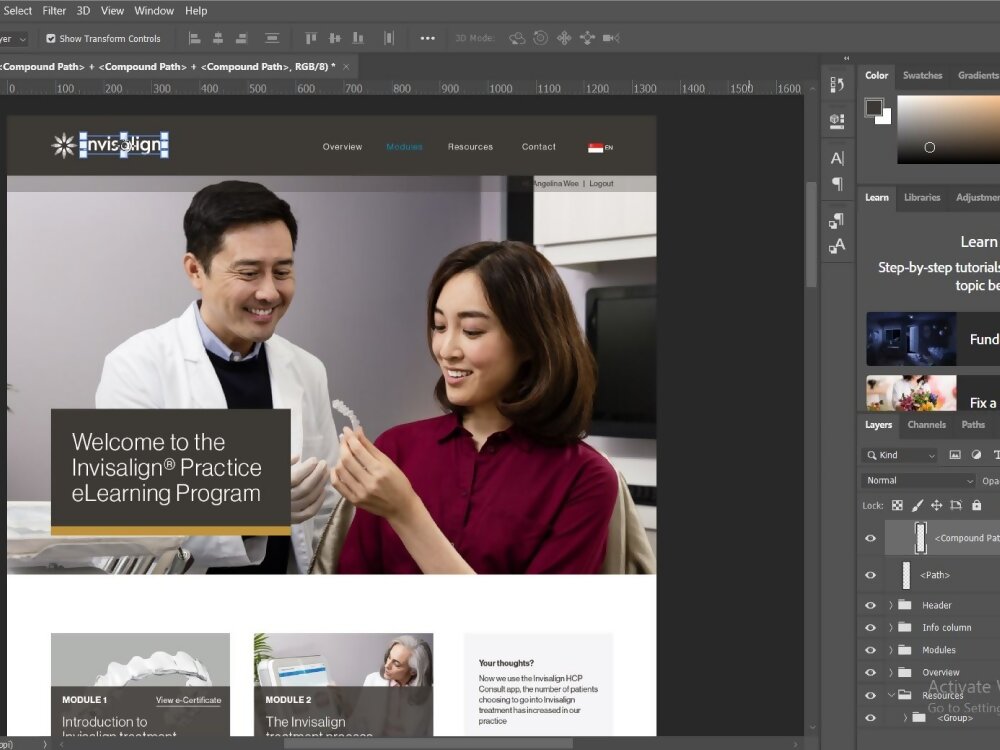 Select Filter 3D View Window Help
yer Show Transform Controls 3D Mode:
<Compound Path> + <Compound Path> + <Compound Path>, RGB/8) * ×
0 100 200 300 400 500 600 700 800 900 1000 1100 1200 1300 1400 1500 1600
invisalign
Overview Modules Resources Contact EN
Angelina Wee | Logout
Welcome to the
Invisalign® Practice
eLearning Program
MODULE 1 View e-Certificate
Introduction to
Invisalign treatment
MODULE 2
The Invisalign
treatment process
Your thoughts?
Now we use the Invisalign HCP
Consult app, the number of patients
choosing to go into Invisalign
treatment has increased in our
practice
ppi)
Color Swatches Gradients
Learn Libraries Adjustmen
Learn
Step-by-step tutorials
topic be
Fund
Fix a
Layers Channels Paths
Kind
Normal Opa
Lock:
<Compound Pat
<Path>
Header
Info column
Modules
Overview
Resources
<Group>
Activate
Go to Setting